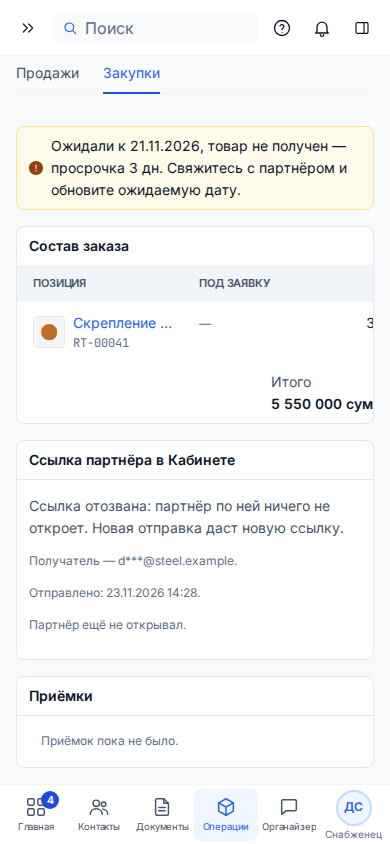 Поиск
Продажи
Закупки
Ожидали к 21.11.2026, товар не получен —
просрочка 3 дн. Свяжитесь с партнёром и
обновите ожидаемую дату.
Состав заказа
ПОЗИЦИЯ
ПОД ЗАЯВКУ
Скрепление ...
—
RT-00041
Итого
5 550 000 сум
Ссылка партнёра в Кабинете
Ссылка отозвана: партнёр по ней ничего не
откроет. Новая отправка даст новую ссылку.
Получатель — d***@steel.example.
Отправлено: 23.11.2026 14:28.
Партнёр ещё не открывал.
Приёмки
Приёмок пока не было.
4
Главная
Контакты
Документы
Операции
Органайзер
ДС
Снабженец